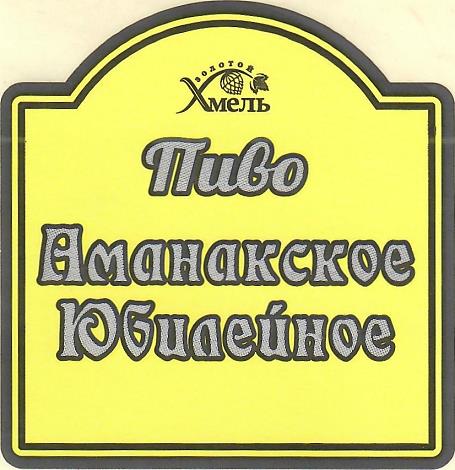 золотой
Хмель
Пиво
Аманакское
Юбилейное